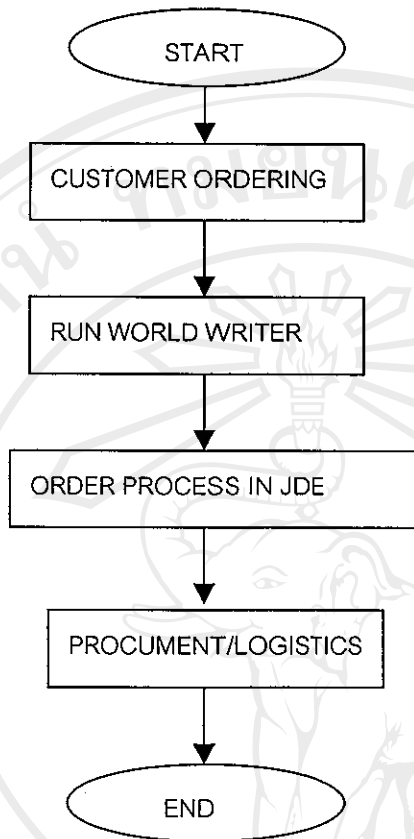 START
CUSTOMER ORDERING
RUN WORLD WRITER
ORDER PROCESS IN JDE
PROCUMENT/LOGISTICS
END